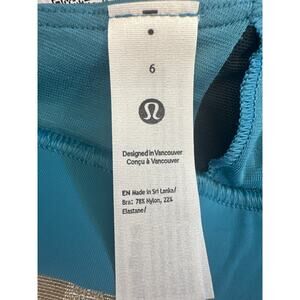 6
Designed in Vancouver
Conçu à Vancouver
EN Made in Sri Lanka/
Bra: 78% Nylon, 22%
Elastane/